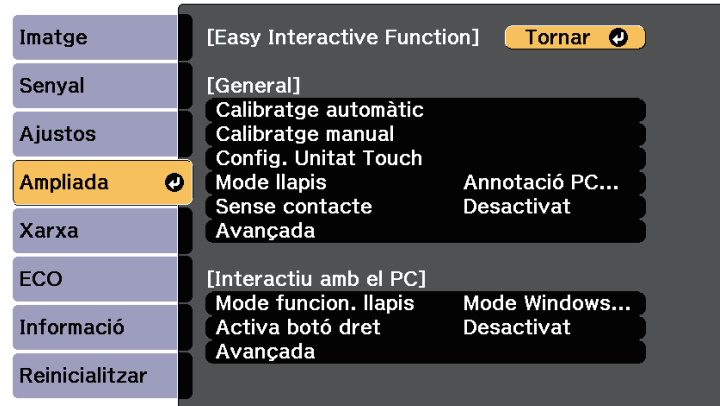 Imatge
Senyal
Ajustos
Ampliada
Xarxa
ECO
Informació
Reinicialitzar
[Easy Interactive Function] Tornar
[General]
Calibratge automàtic
Calibratge manual
Config. Unitat Touch
Mode llapis Annotació PC...
Sense contacte Desactivat
Avançada
[Interactiu amb el PC]
Mode funcion. llapis Mode Windows...
Activa botó dret Desactivat
Avançada